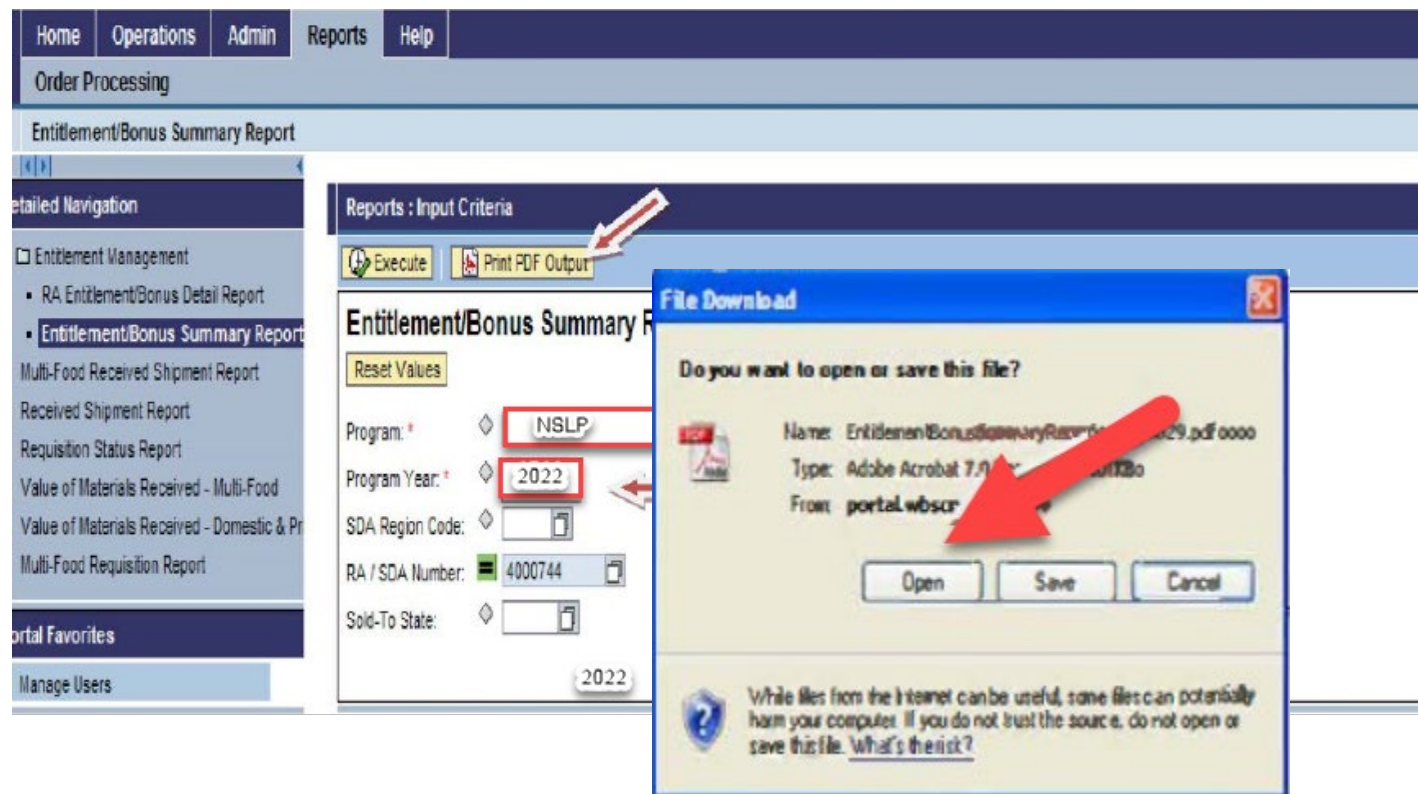 Home Operations Admin Reports Help
Order Processing
Entitlement/Bonus Summary Report
etailed Navigation
Entitlement Management
RA Entitlement/Bonus Detail Report
Entitlement/Bonus Summary Report
Multi-Food Received Shipment Report
Received Shipment Report
Requisition Status Report
Value of Materials Received - Multi-Food
Value of Materials Received - Domestic & Pr
Multi-Food Requisition Report
ortal Favorites
Manage Users
Reports : Input Criteria
Execute Print PDF Output
Entitlement/Bonus Summary R
Reset Values
Program: * NSLP
Program Year: * 2022
SDA Region Code:
RA / SDA Number: 4000744
Sold-To State:
2022
File Download
Do you want to open or save this file?
Name: 29.pdf
Type: Adobe Acrobat 7.0
From: portal.wbscr
Open Save Cancel
While files from the Internet can be useful, some files can potentially
harm your computer. If you do not trust the source, do not open or
save this file. What's the risk?